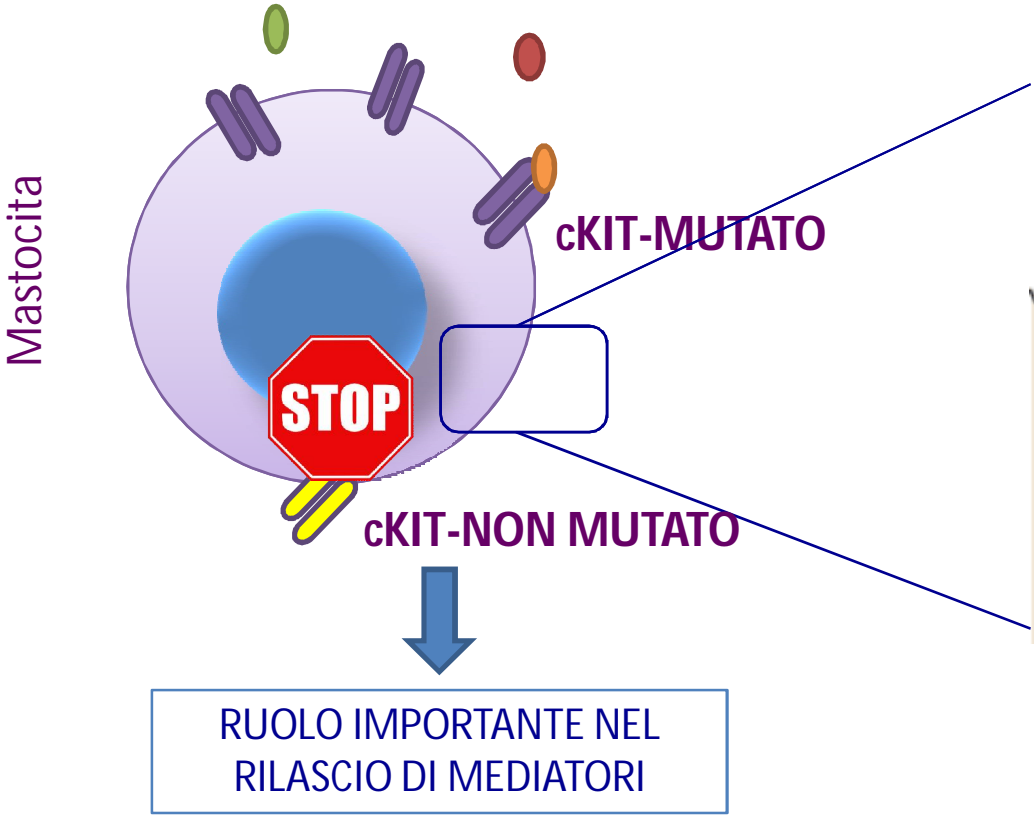 Mastocita
cKIT-MUTATO
STOP
cKIT-NON MUTATO
RUOLO IMPORTANTE NEL
RILASCIO DI MEDIATORI